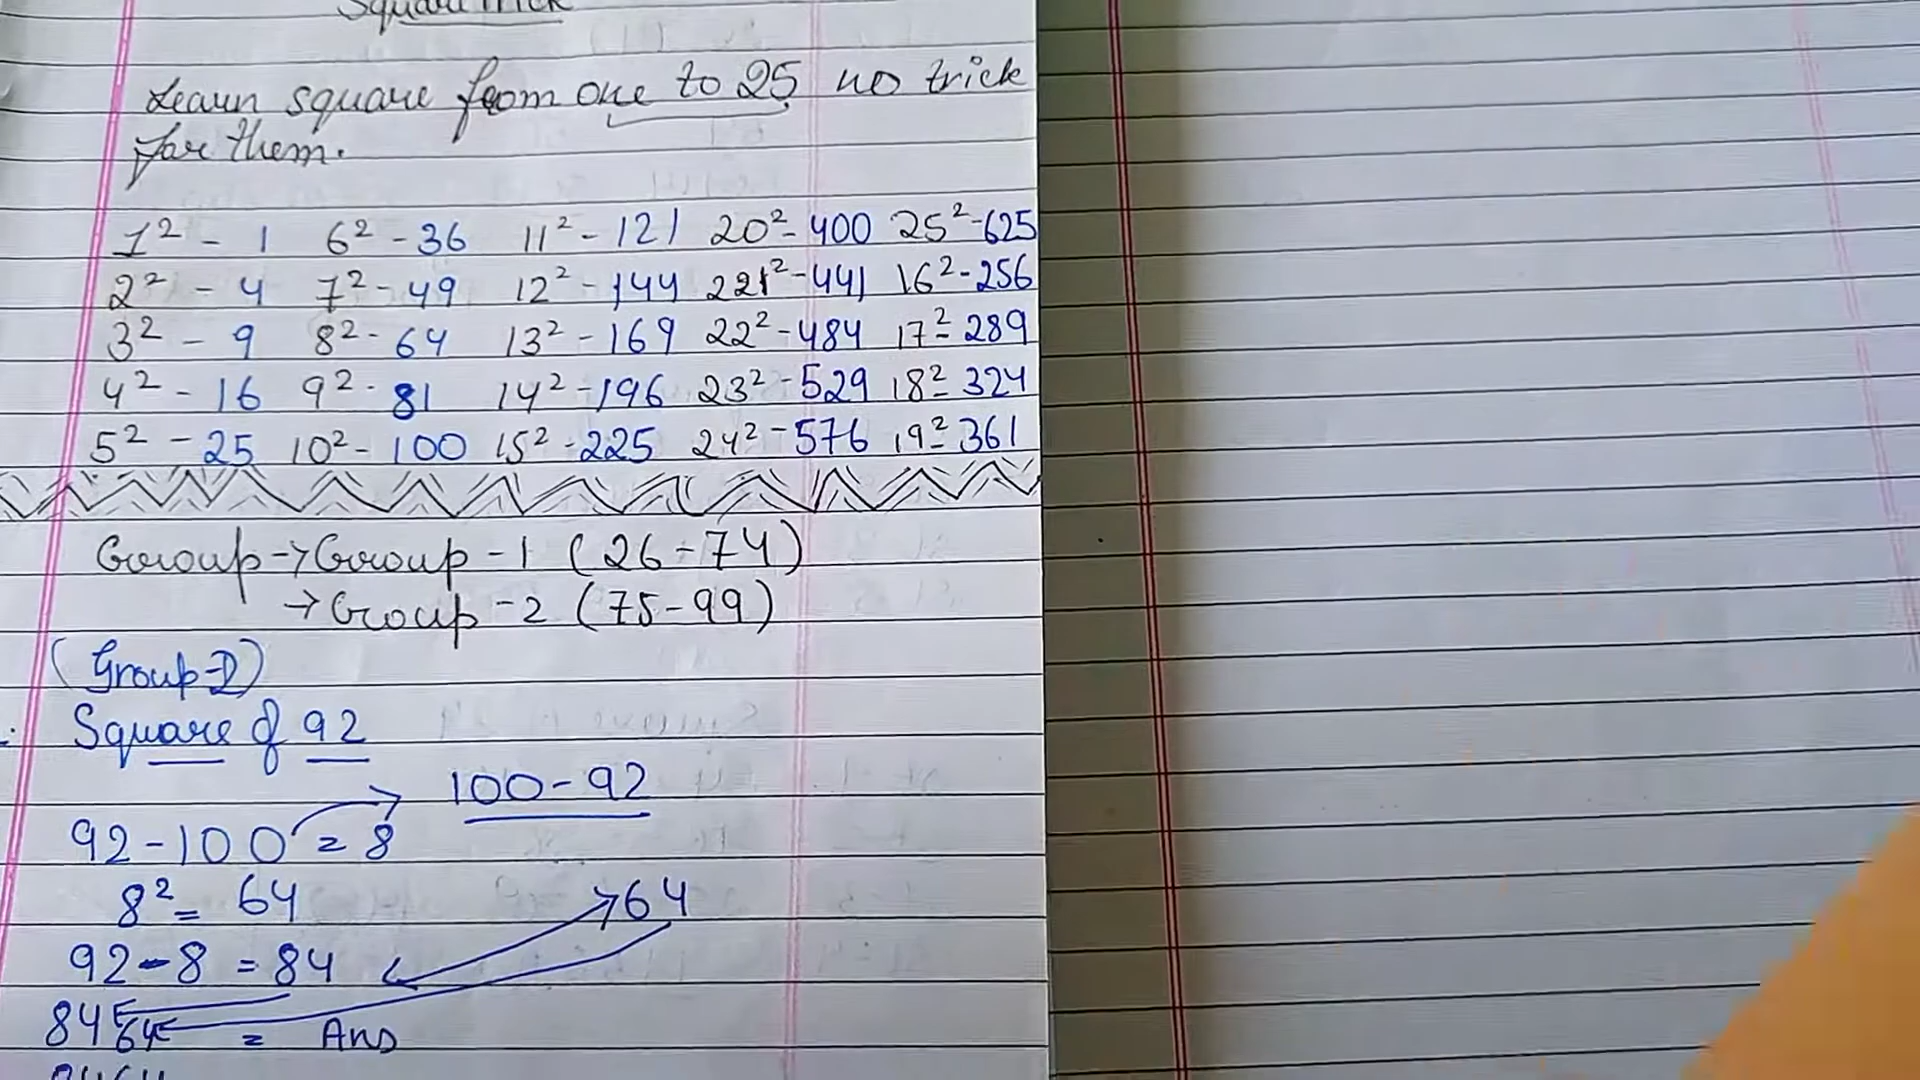 Square trick
Learn square from one to 25 no trick
for them.
1² - 1 6² - 36 11² - 121 20² - 400 25² - 625
2² - 4 7² - 49 12² - 144 221² - 441 16² - 256
3² - 9 8² - 64 13² - 169 22² - 484 17² - 289
4² - 16 9² - 81 14² - 196 23² - 529 18² - 324
5² - 25 10² - 100 15² - 225 24² - 576 19² - 361
Group → Group - 1 (26 - 74)
→ Group - 2 (75 - 99)
(Group-2)
Square of 92
100 - 92
92 - 100 = 8
8² = 64 → 64
92 - 8 = 84
8464 = Ans
8464